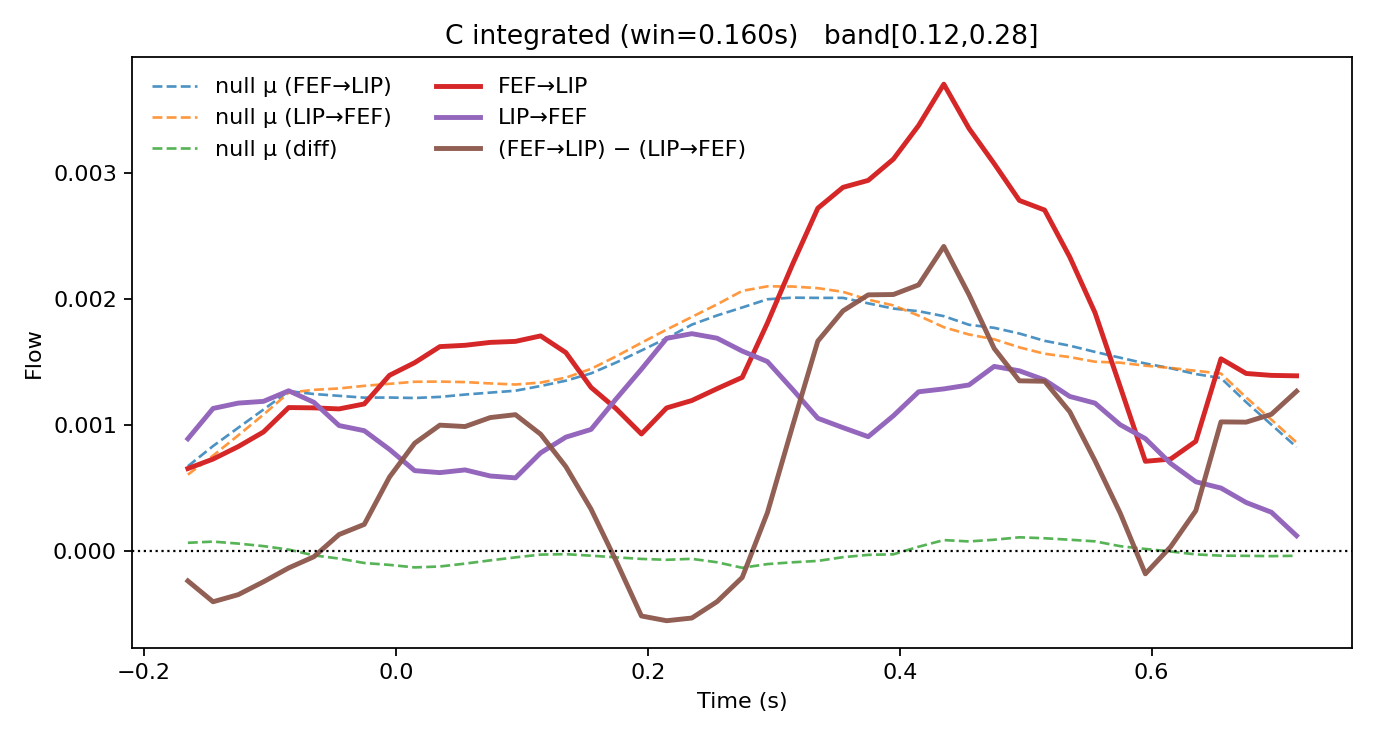 C integrated (win=0.160s)   band[0.12,0.28]
null μ (FEF→LIP)
null μ (LIP→FEF)
null μ (diff)
FEF→LIP
LIP→FEF
(FEF→LIP) − (LIP→FEF)
Flow
0.003
0.002
0.001
0.000
−0.2
0.0
0.2
0.4
0.6
Time (s)